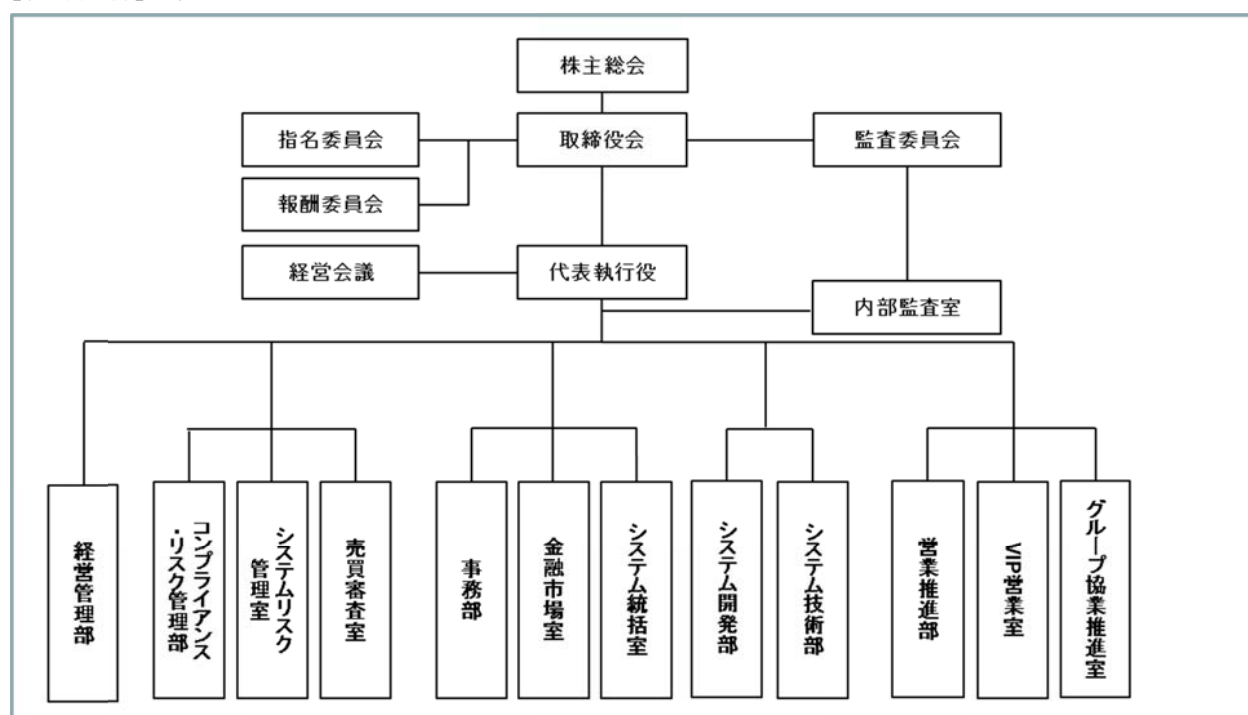 株主総会
指名委員会
取締役会
監査委員会
報酬委員会
経営会議
代表執行役
内部監査室
経営管理部
コンプライアンス
・リスク管理部
システムリスク
管理室
売買審査室
事務部
金融市場室
システム統括室
システム開発部
システム技術部
営業推進部
VIP営業室
グループ協業推進室